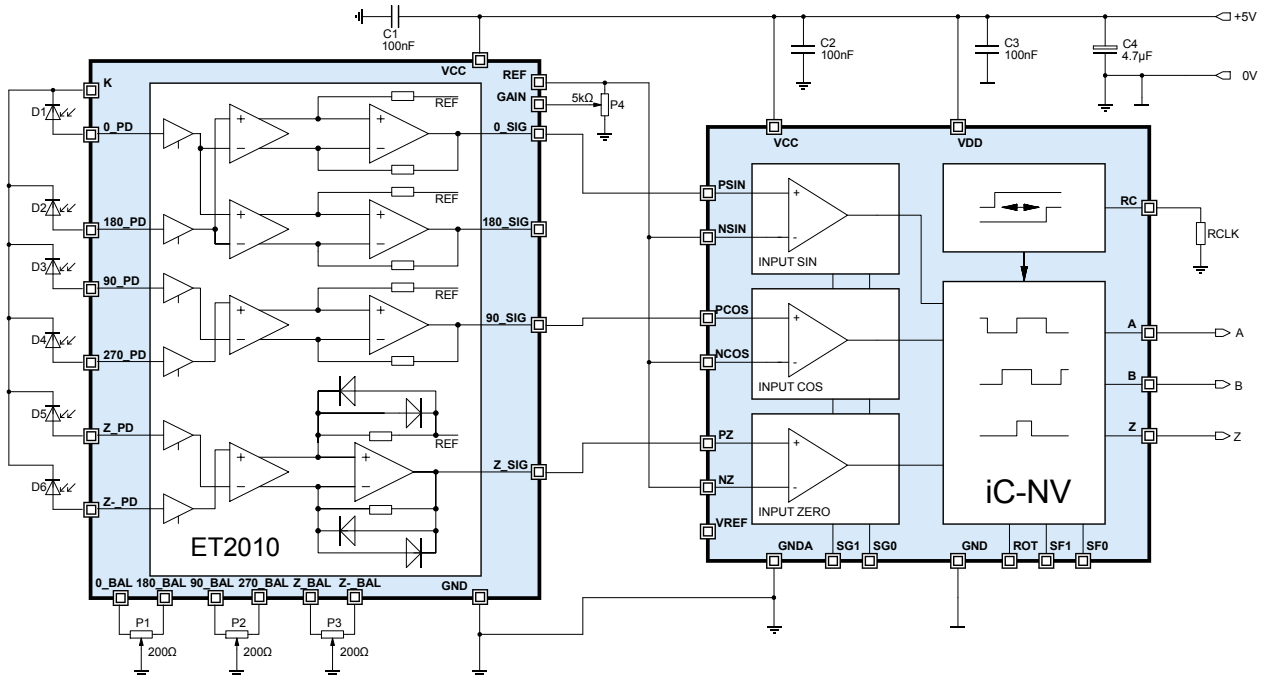 +5V
C1
100nF
C2
100nF
C3
100nF
C4
4.7µF
0V
K
VCC
REF
GAIN
5kΩ
P4
D1
0_PD
REF
0_SIG
VCC
VDD
D2
180_PD
REF
180_SIG
PSIN
+
-
NSIN
INPUT SIN
RC
RCLK
D3
90_PD
REF
90_SIG
D4
270_PD
PCOS
+
-
NCOS
INPUT COS
A
A
B
B
D5
Z_PD
REF
Z_SIG
PZ
+
-
NZ
INPUT ZERO
Z
Z
D6
Z-_PD
iC-NV
VREF
ET2010
GNDA
SG1
SG0
GND
ROT
SF1
SF0
0_BAL
180_BAL
90_BAL
270_BAL
Z_BAL
Z-_BAL
GND
P1
200Ω
P2
200Ω
P3
200Ω